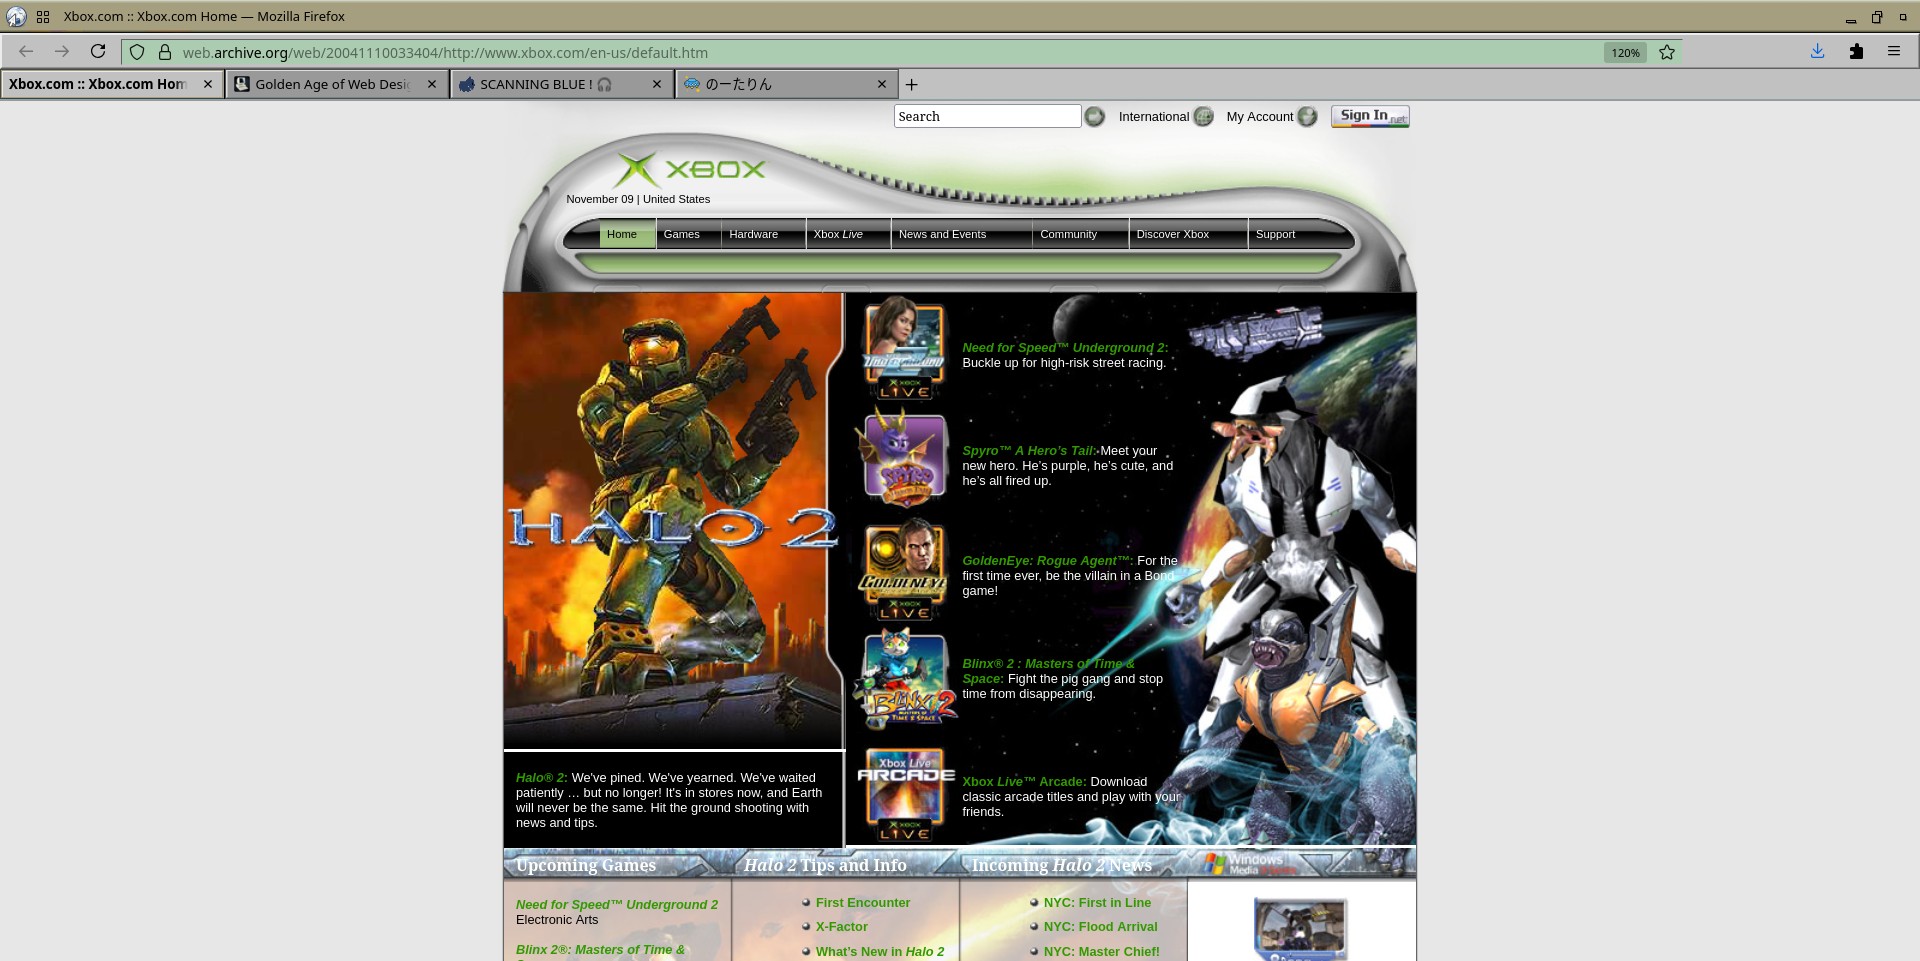 Xbox.com :: Xbox.com Home — Mozilla Firefox
web.archive.org/web/20041110033404/http://www.xbox.com/en-us/default.htm
120%
Xbox.com :: Xbox.com Hom
Golden Age of Web Desig
SCANNING BLUE !
のーたりん
Search
International
My Account
Sign In .net
XBOX
November 09 | United States
Home
Games
Hardware
Xbox Live
News and Events
Community
Discover Xbox
Support
HALO 2
Halo® 2: We've pined. We've yearned. We've waited
patiently … but no longer! It's in stores now, and Earth
will never be the same. Hit the ground shooting with
news and tips.
UNDERGROUND
XBOX
LIVE
Need for Speed™ Underground 2:
Buckle up for high-risk street racing.
SPYRO
Spyro™ A Hero’s Tail: Meet your
new hero. He’s purple, he’s cute, and
he’s all fired up.
GOLDENEYE
XBOX
LIVE
GoldenEye: Rogue Agent™: For the
first time ever, be the villain in a Bond
game!
BLINX 2
MASTERS OF
TIME & SPACE
Blinx® 2 : Masters of Time &
Space: Fight the pig gang and stop
time from disappearing.
Xbox Live
ARCADE
XBOX
LIVE
Xbox Live™ Arcade: Download
classic arcade titles and play with your
friends.
Upcoming Games
Halo 2 Tips and Info
Incoming Halo 2 News
Windows
Media
Need for Speed™ Underground 2
Electronic Arts
Blinx 2®: Masters of Time &
First Encounter
X-Factor
What’s New in Halo 2
NYC: First in Line
NYC: Flood Arrival
NYC: Master Chief!